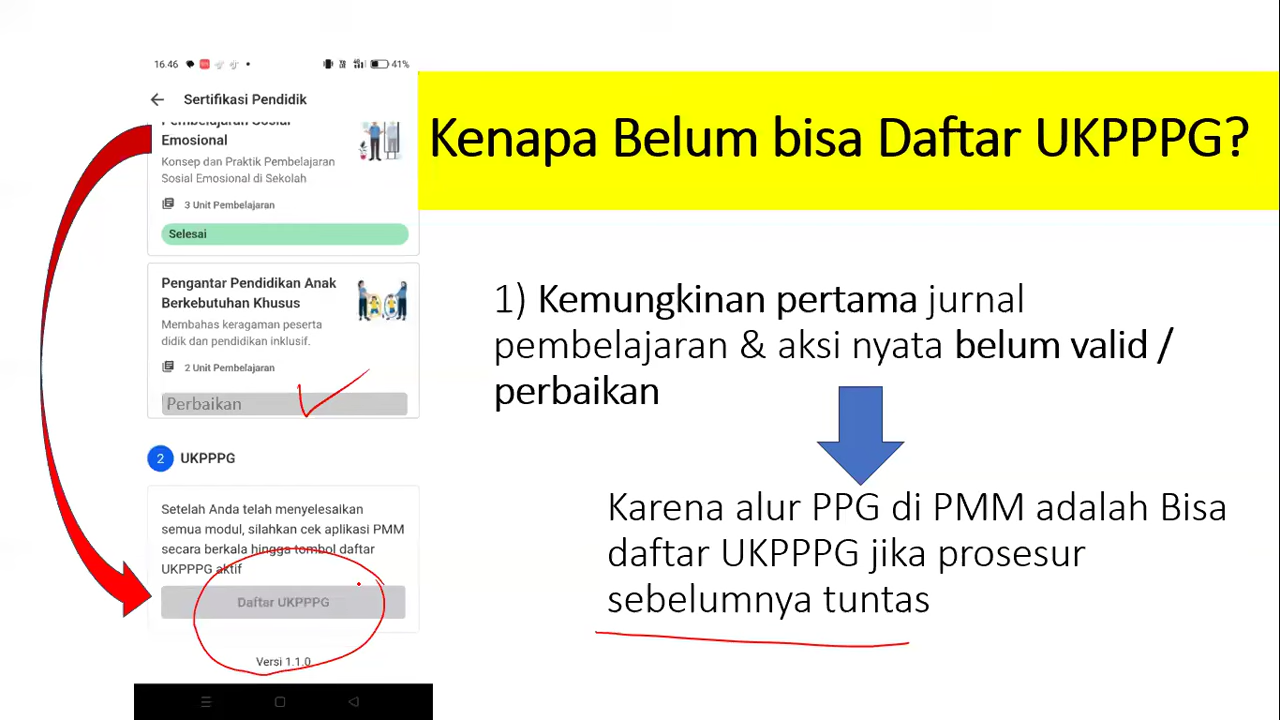 16.46
41%
Sertifikasi Pendidik
Pembelajaran Sosial
Emosional
Konsep dan Praktik Pembelajaran
Sosial Emosional di Sekolah
3 Unit Pembelajaran
Selesai
Pengantar Pendidikan Anak
Berkebutuhan Khusus
Membahas keragaman peserta
didik dan pendidikan inklusif.
2 Unit Pembelajaran
Perbaikan
2 UKPPPG
Setelah Anda telah menyelesaikan
semua modul, silahkan cek aplikasi PMM
secara berkala hingga tombol daftar
UKPPPG aktif
Daftar UKPPPG
Versi 1.1.0
Kenapa Belum bisa Daftar UKPPPG?
1) Kemungkinan pertama jurnal
pembelajaran & aksi nyata belum valid /
perbaikan
Karena alur PPG di PMM adalah Bisa
daftar UKPPPG jika prosesur
sebelumnya tuntas